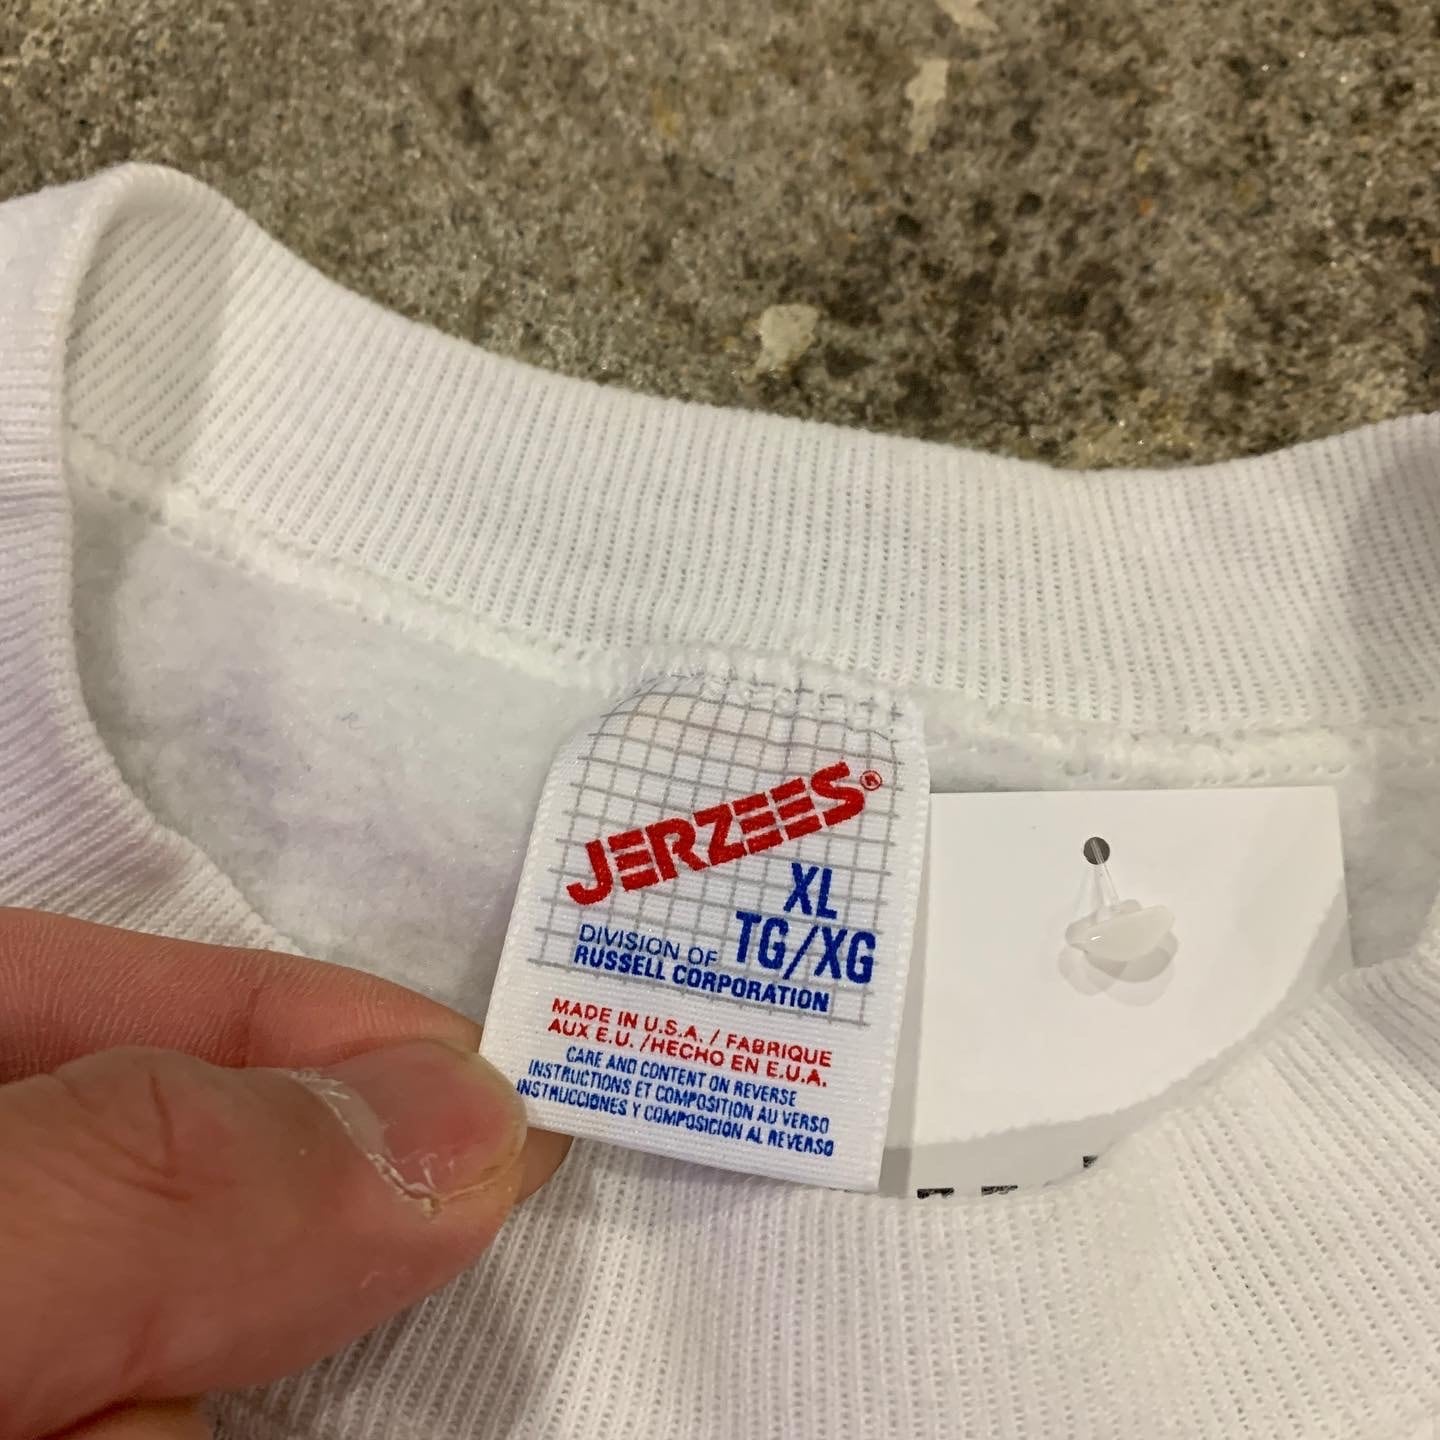 JERZEES®
XL
TG/XG
DIVISION OF
RUSSELL CORPORATION
MADE IN U.S.A. / FABRIQUE
AUX E.U. /HECHO EN E.U.A.
CARE AND CONTENT ON REVERSE
INSTRUCTIONS ET COMPOSITION AU VERSO
INSTRUCCIONES Y COMPOSICION AL REVERSO